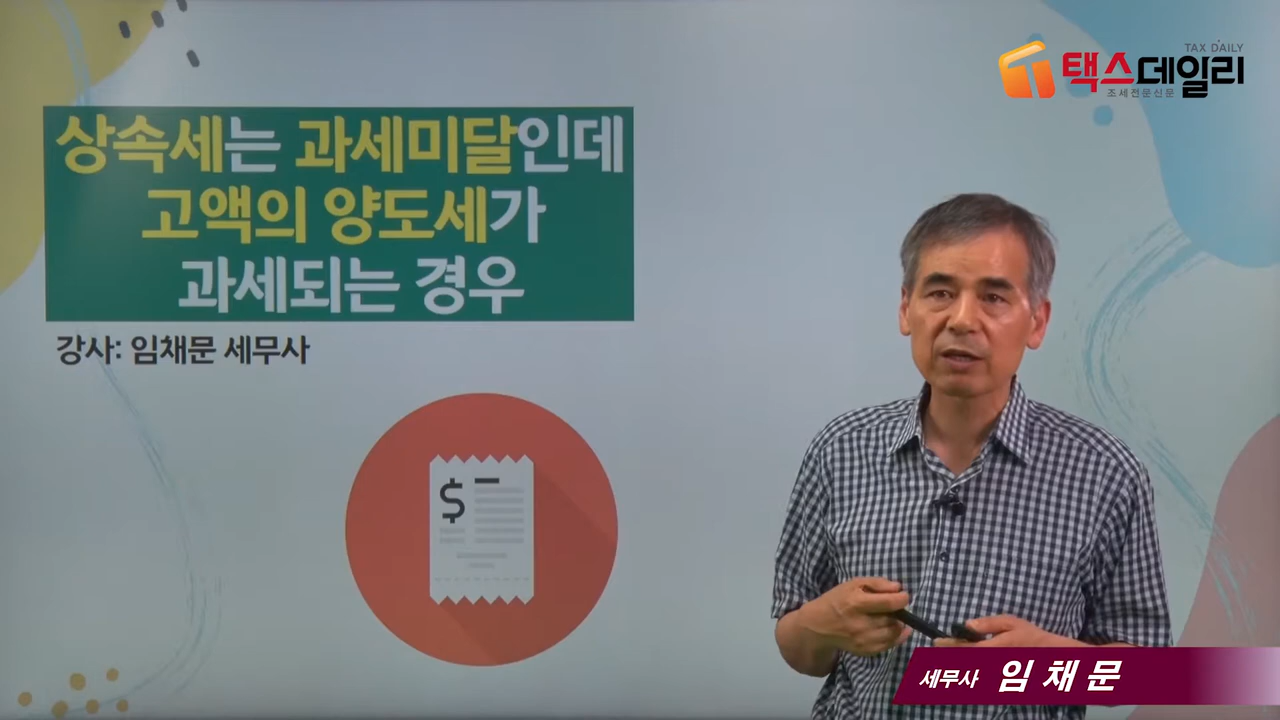 TAX DAILY
택스데일리
조세전문신문
상속세는 과세미달인데
고액의 양도세가
과세되는 경우
강사: 임채문 세무사
$
세무사 임채문